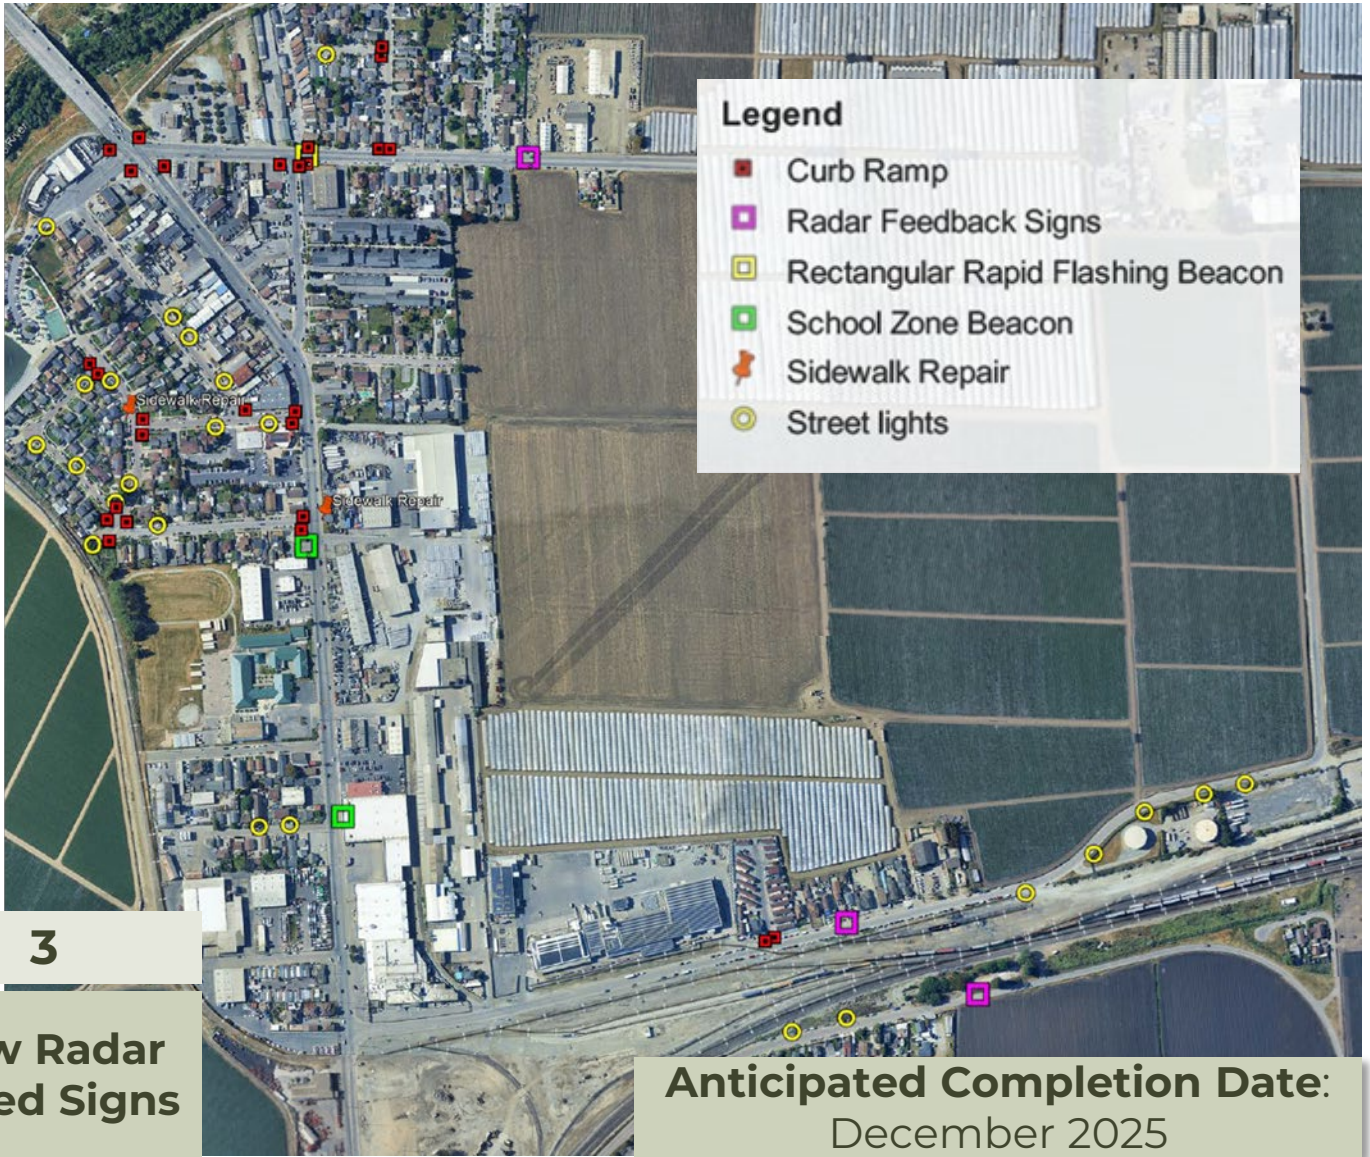 Legend
Curb Ramp
Radar Feedback Signs
Rectangular Rapid Flashing Beacon
School Zone Beacon
Sidewalk Repair
Street lights
River
Sidewalk Repair
Sidewalk Repair
3
w Radar
ed Signs
Anticipated Completion Date:
December 2025